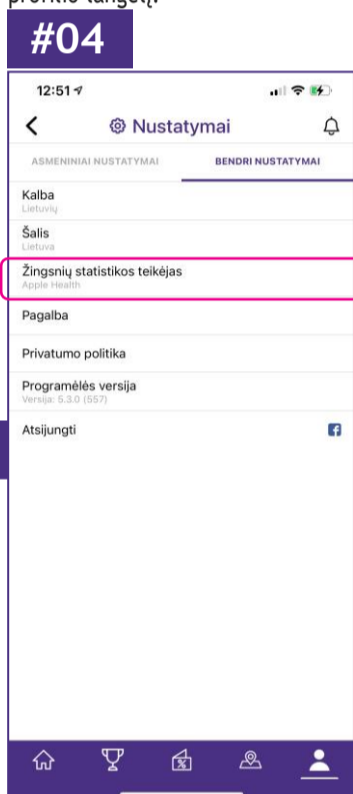 #04
12:51
Nustatymai
ASMENINIAI NUSTATYMAI BENDRI NUSTATYMAI
Kalba
Lietuvių
Šalis
Lietuva
Žingsnių statistikos teikėjas
Apple Health
Pagalba
Privatumo politika
Programėlės versija
Versija: 5.3.0 (557)
Atsijungti